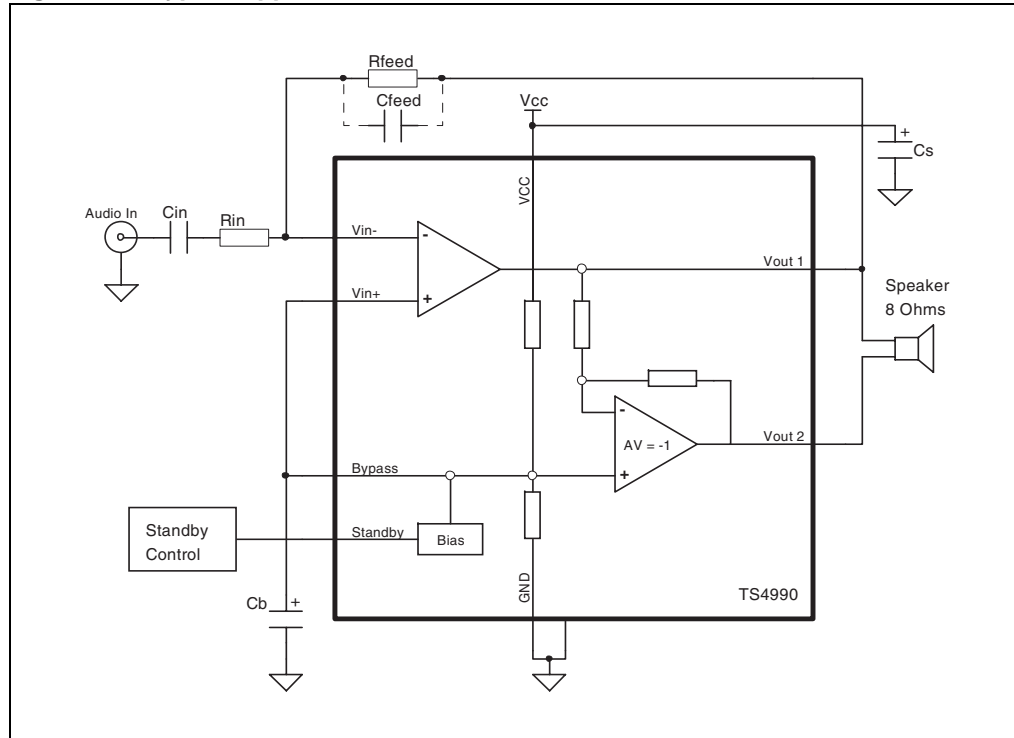 Rfeed
Cfeed
Vcc
+
Cs
VCC
Audio In
Cin
Rin
Vin-
-
Vout 1
Speaker
8 Ohms
Vin+
+
-
AV = -1
Vout 2
Bypass
+
Standby
Control
Standby
Bias
GND
TS4990
Cb
+